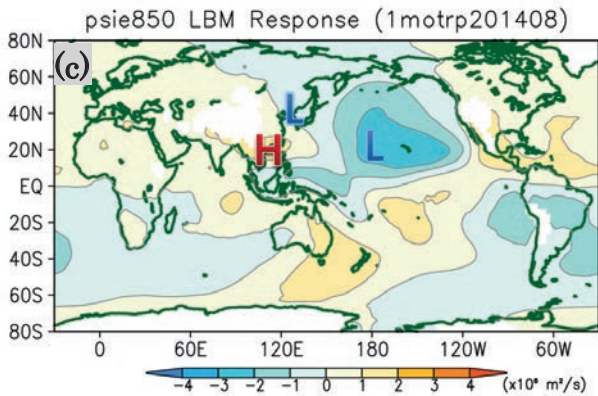 psie850 LBM Response (1motrp201408)
80N
(c)
60N
L
40N
H
L
20N
EQ
20S
40S
60S
80S
0 60E 120E 180 120W 60W
-4 -3 -2 -1 0 1 2 3 4 (x10⁶ m²/s)